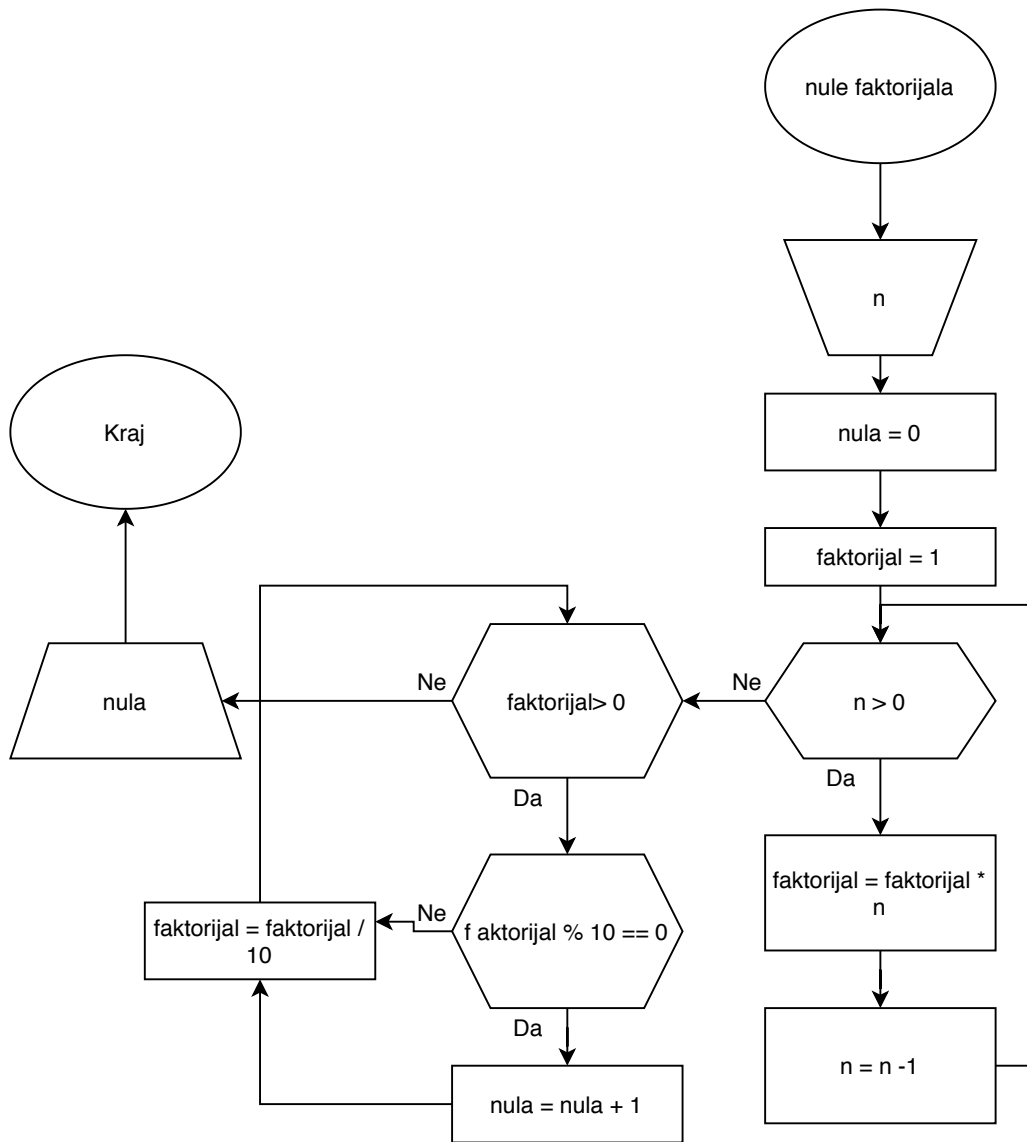 nule faktorijala
n
nula = 0
faktorijal = 1
n > 0
Ne
Da
faktorijal = faktorijal *
n
n = n -1
faktorijal> 0
Ne
Da
f aktorijal % 10 == 0
Ne
Da
nula = nula + 1
faktorijal = faktorijal /
10
nula
Kraj